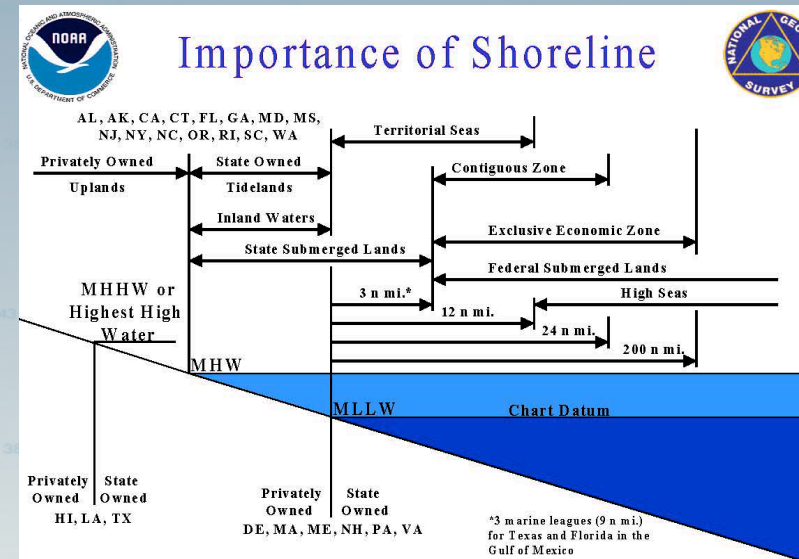 NATIONAL OCEANIC AND ATMOSPHERIC ADMINISTRATION
NOAA
U.S. DEPARTMENT OF COMMERCE
Importance of Shoreline
NATIONAL GEO
SURVEY
AL, AK, CA, CT, FL, GA, MD, MS,
NJ, NY, NC, OR, RI, SC, WA
Territorial Seas
Privately Owned
State Owned
Contiguous Zone
Uplands
Tidelands
Inland Waters
Exclusive Economic Zone
State Submerged Lands
Federal Submerged Lands
MHHW or
Highest High
Water
3 n mi.*
High Seas
12 n mi.
24 n mi.
200 n mi.
MHW
MLLW
Chart Datum
Privately
Owned
State
Owned
HI, LA, TX
Privately
Owned
State
Owned
DE, MA, ME, NH, PA, VA
*3 marine leagues (9 n mi.)
for Texas and Florida in the
Gulf of Mexico